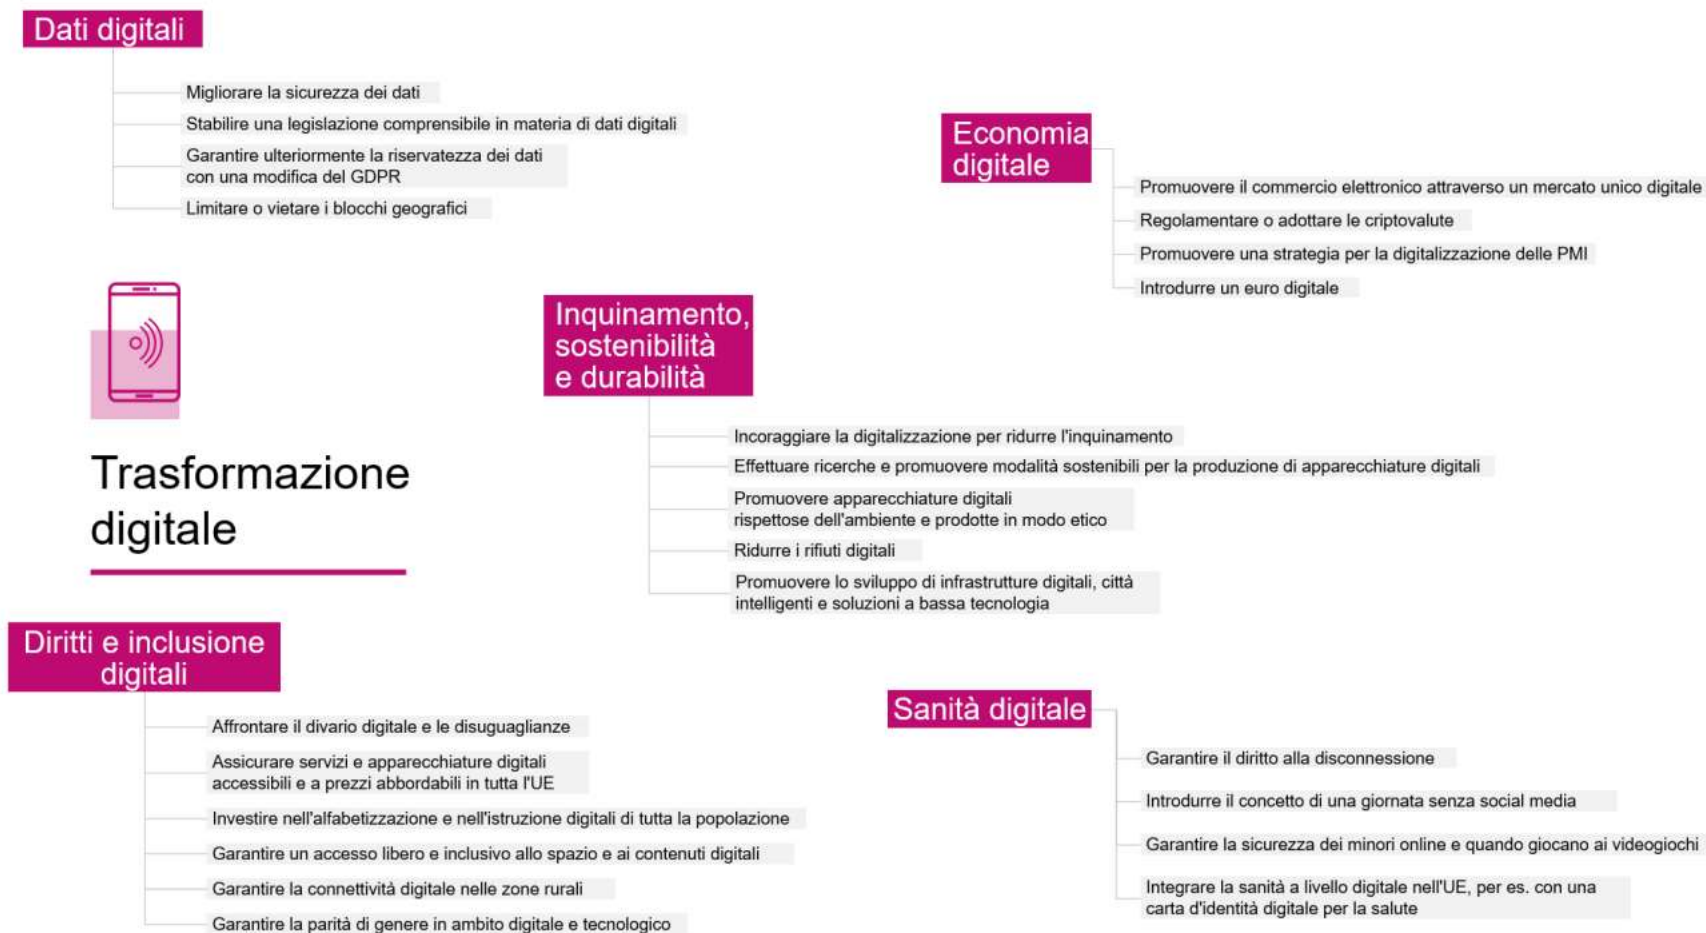 Dati digitali
Migliorare la sicurezza dei dati
Stabilire una legislazione comprensibile in materia di dati digitali
Garantire ulteriormente la riservatezza dei dati
con una modifica del GDPR
Limitare o vietare i blocchi geografici
Economia
digitale
Promuovere il commercio elettronico attraverso un mercato unico digitale
Regolamentare o adottare le criptovalute
Promuovere una strategia per la digitalizzazione delle PMI
Introdurre un euro digitale
Inquinamento,
sostenibilità
e durabilità
Incoraggiare la digitalizzazione per ridurre l'inquinamento
Effettuare ricerche e promuovere modalità sostenibili per la produzione di apparecchiature digitali
Promuovere apparecchiature digitali
rispettose dell'ambiente e prodotte in modo etico
Ridurre i rifiuti digitali
Promuovere lo sviluppo di infrastrutture digitali, città
intelligenti e soluzioni a bassa tecnologia
Trasformazione
digitale
Diritti e inclusione
digitali
Affrontare il divario digitale e le disuguaglianze
Assicurare servizi e apparecchiature digitali
accessibili e a prezzi abbordabili in tutta l'UE
Investire nell'alfabetizzazione e nell'istruzione digitali di tutta la popolazione
Garantire un accesso libero e inclusivo allo spazio e ai contenuti digitali
Garantire la connettività digitale nelle zone rurali
Garantire la parità di genere in ambito digitale e tecnologico
Sanità digitale
Garantire il diritto alla disconnessione
Introdurre il concetto di una giornata senza social media
Garantire la sicurezza dei minori online e quando giocano ai videogiochi
Integrare la sanità a livello digitale nell'UE, per es. con una
carta d'identità digitale per la salute